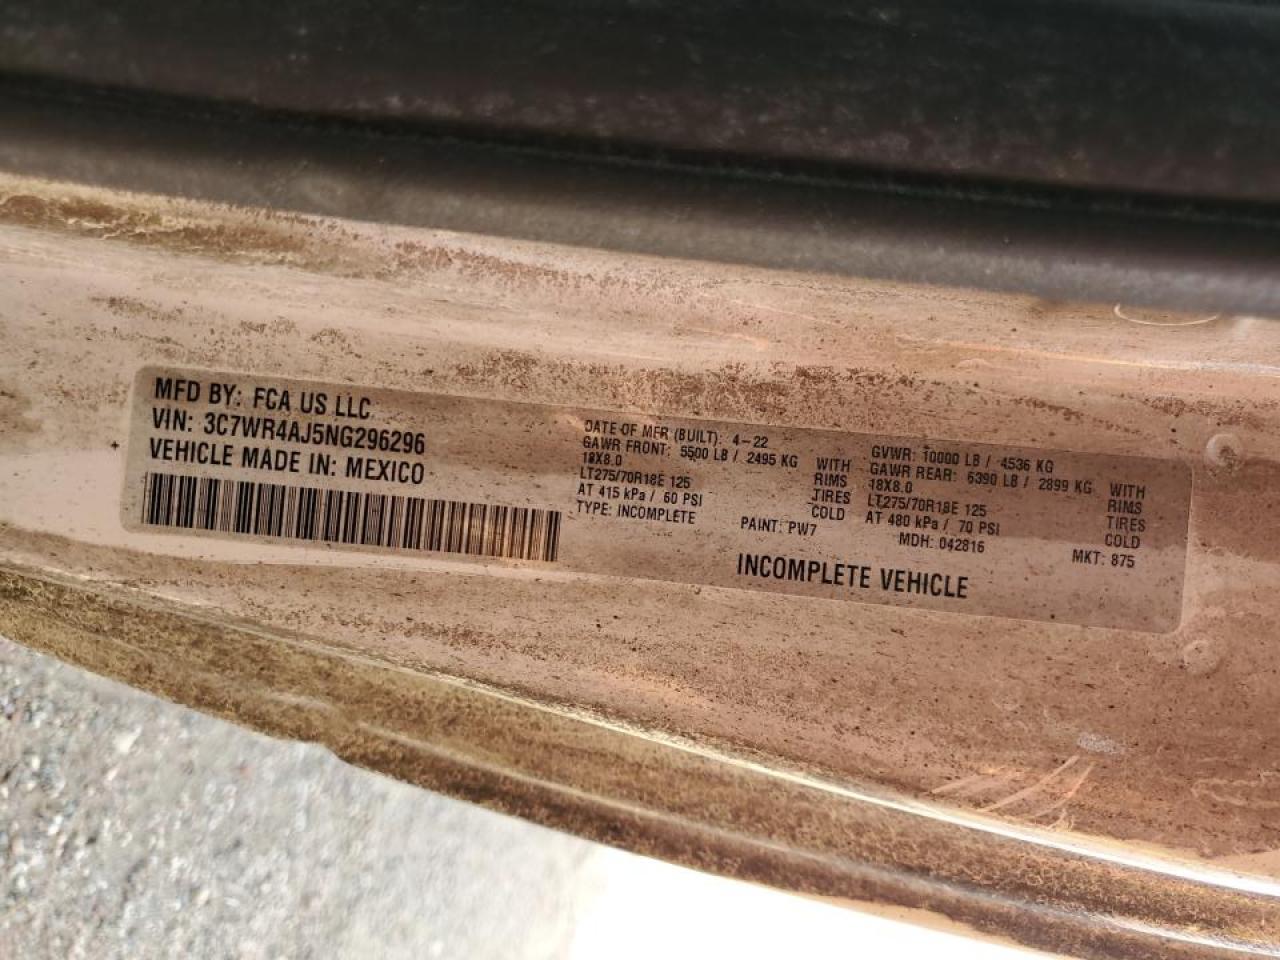 MFD BY: FCA US LLC
VIN: 3C7WR4AJ5NG296296
VEHICLE MADE IN: MEXICO
DATE OF MFR (BUILT): 4-22
GAWR FRONT: 5500 LB / 2495 KG WITH
18X8.0 RIMS
LT275/70R18E 125 TIRES
AT 415 kPa / 60 PSI COLD
TYPE: INCOMPLETE
PAINT: PW7
GVWR: 10000 LB / 4536 KG
GAWR REAR: 6390 LB / 2899 KG WITH
18X8.0 RIMS
LT275/70R18E 125 TIRES
AT 480 kPa / 70 PSI COLD
MDH: 042816
MKT: 875
INCOMPLETE VEHICLE